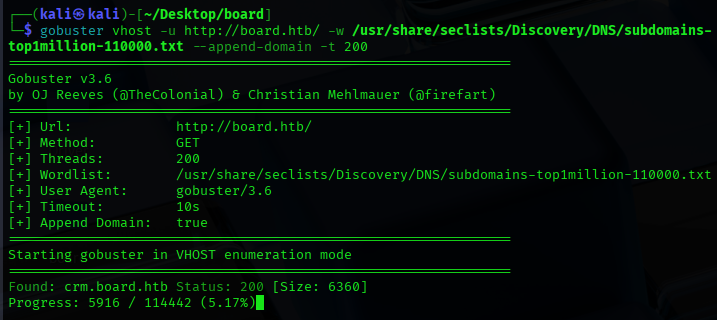 ┌──(kali㉿kali)-[~/Desktop/board]
└─$ gobuster vhost -u http://board.htb/ -w /usr/share/seclists/Discovery/DNS/subdomains-
top1million-110000.txt --append-domain -t 200
===============================================================
Gobuster v3.6
by OJ Reeves (@TheColonial) & Christian Mehlmauer (@firefart)
===============================================================
[+] Url:             http://board.htb/
[+] Method:          GET
[+] Threads:         200
[+] Wordlist:        /usr/share/seclists/Discovery/DNS/subdomains-top1million-110000.txt
[+] User Agent:      gobuster/3.6
[+] Timeout:         10s
[+] Append Domain:   true
===============================================================
Starting gobuster in VHOST enumeration mode
===============================================================
Found: crm.board.htb Status: 200 [Size: 6360]
Progress: 5916 / 114442 (5.17%)